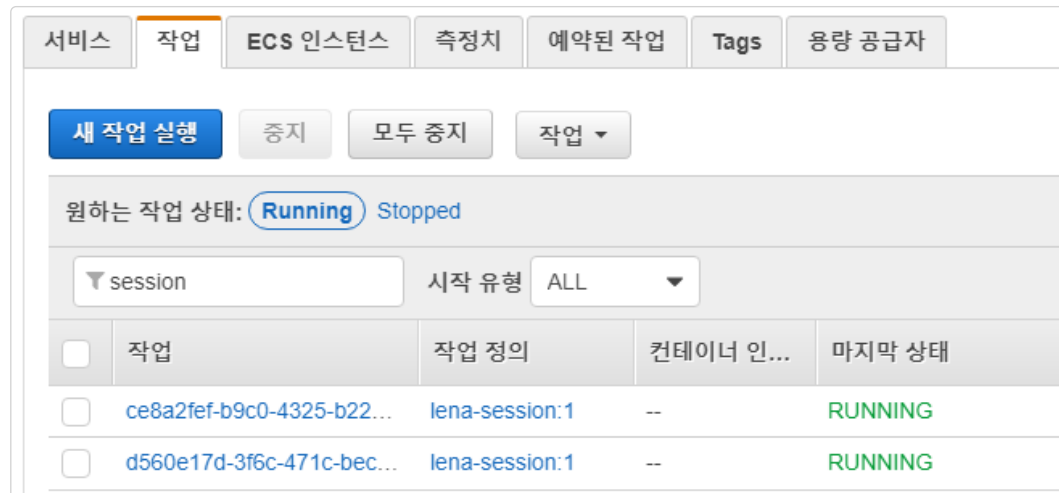 서비스 작업 ECS 인스턴스 측정치 예약된 작업 Tags 용량 공급자
새 작업 실행 중지 모두 중지 작업
원하는 작업 상태: Running Stopped
session 시작 유형 ALL
작업 작업 정의 컨테이너 인... 마지막 상태
ce8a2fef-b9c0-4325-b22... lena-session:1 -- RUNNING
d560e17d-3f6c-471c-bec... lena-session:1 -- RUNNING